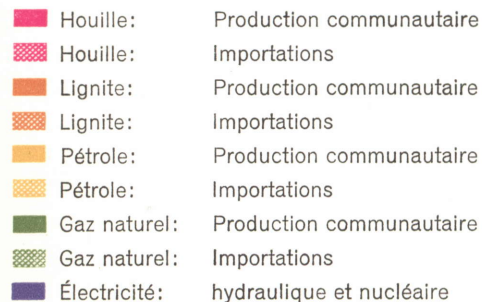 Houille: Production communautaire
Houille: Importations
Lignite: Production communautaire
Lignite: Importations
Pétrole: Production communautaire
Pétrole: Importations
Gaz naturel: Production communautaire
Gaz naturel: Importations
Électricité: hydraulique et nucléaire